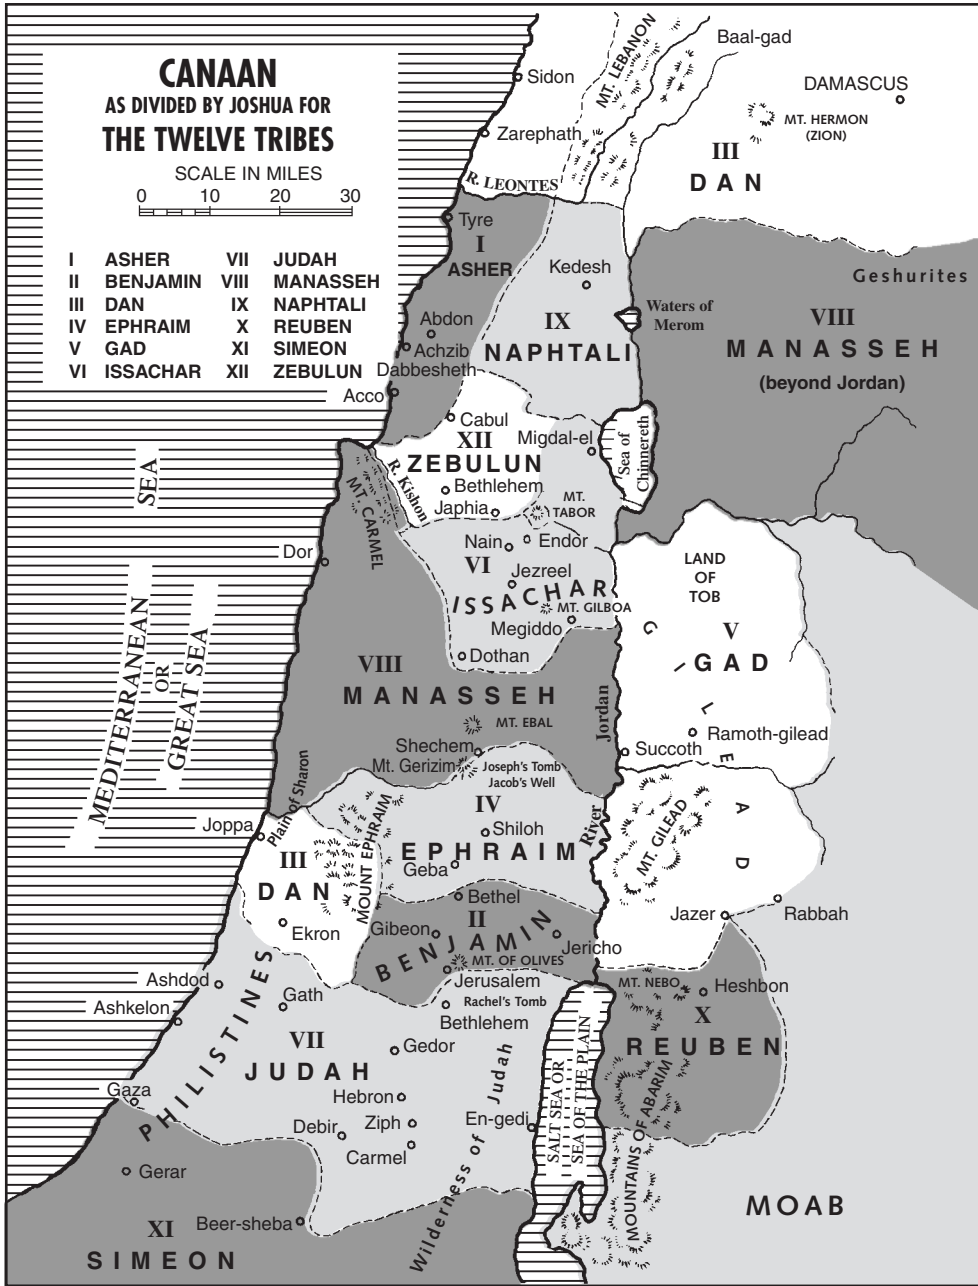 CANAAN
AS DIVIDED BY JOSHUA FOR
THE TWELVE TRIBES
SCALE IN MILES
0 10 20 30
I ASHER VII JUDAH
II BENJAMIN VIII MANASSEH
III DAN IX NAPHTALI
IV EPHRAIM X REUBEN
V GAD XI SIMEON
VI ISSACHAR XII ZEBULUN
Sidon
MT. LEBANON
Baal-gad
DAMASCUS
MT. HERMON
(ZION)
Zarephath
III
DAN
R. LEONTES
Tyre
I
ASHER
Kedesh
Geshurites
Waters of
Merom
IX
NAPHTALI
VIII
MANASSEH
(beyond Jordan)
Abdon
Achzib
Dabbesheth
Acco
Cabul
XII
ZEBULUN
Migdal-el
Sea of
Chinnereth
R. Kishon
Bethlehem
Japhia
MT.
TABOR
MT. CARMEL
SEA
Dor
Nain
Endor
VI
Jezreel
ISSACHAR
MT. GILBOA
Megiddo
Dothan
LAND
OF
TOB
V
GAD
GILEAD
MEDITERRANEAN
OR
GREAT SEA
VIII
MANASSEH
MT. EBAL
Jordan
River
Ramoth-gilead
Succoth
Shechem
Mt. Gerizim
Joseph's Tomb
Jacob's Well
Plain of Sharon
Joppa
IV
Shiloh
EPHRAIM
Geba
MOUNT EPHRAIM
MT. GILEAD
III
DAN
Ekron
Bethel
II
Gibeon
BENJAMIN
Jericho
MT. OF OLIVES
Jazer
Rabbah
Jerusalem
Rachel's Tomb
Bethlehem
Ashdod
Ashkelon
Gath
PHILISTINES
VII
JUDAH
Gedor
MT. NEBO
Heshbon
X
REUBEN
Gaza
Hebron
Debir
Ziph
Carmel
En-gedi
Wilderness of Judah
SALT SEA OR
SEA OF THE PLAIN
MOUNTAINS OF ABARIM
Gerar
Beer-sheba
XI
SIMEON
MOAB